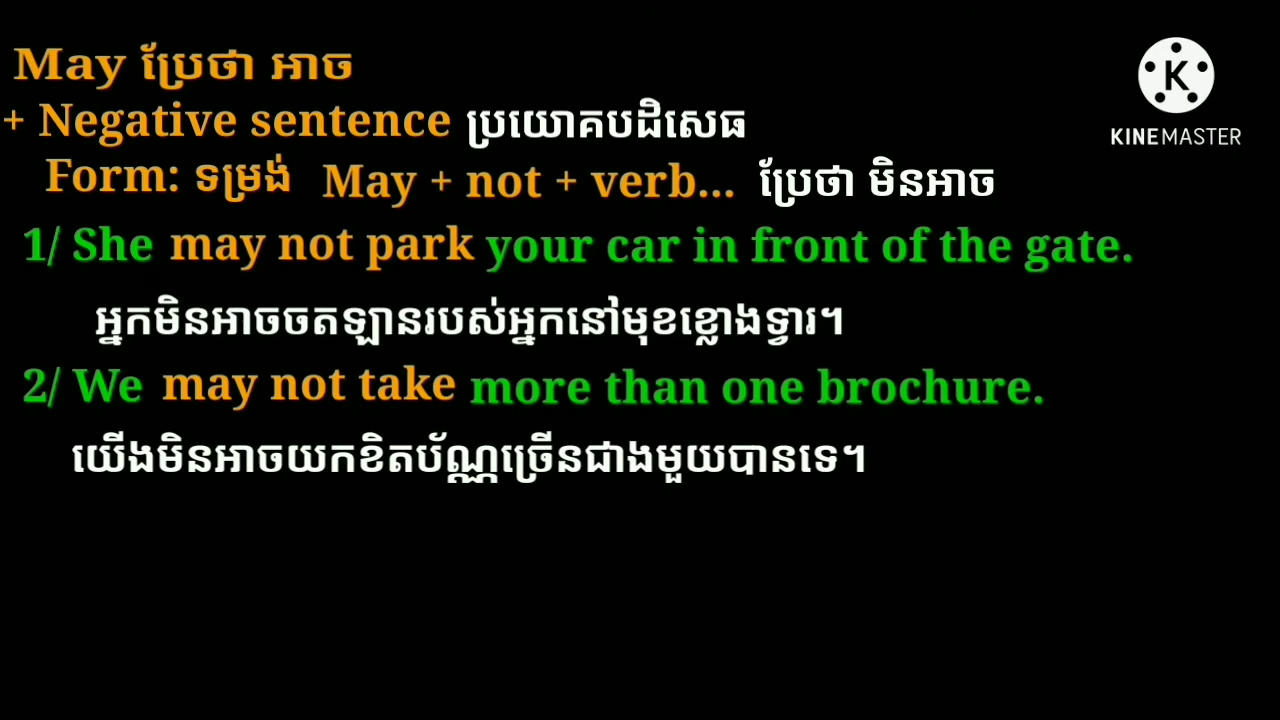 May ប្រែថា អាច
+ Negative sentence ប្រយោគបដិសេធ
Form: ទម្រង់ May + not + verb... ប្រែថា មិនអាច
1/ She may not park your car in front of the gate.
អ្នកមិនអាចចតឡានរបស់អ្នកនៅមុខខ្លោងទ្វារ។
2/ We may not take more than one brochure.
យើងមិនអាចយកខិតប័ណ្ណច្រើនជាងមួយបានទេ។
K
KINEMASTER